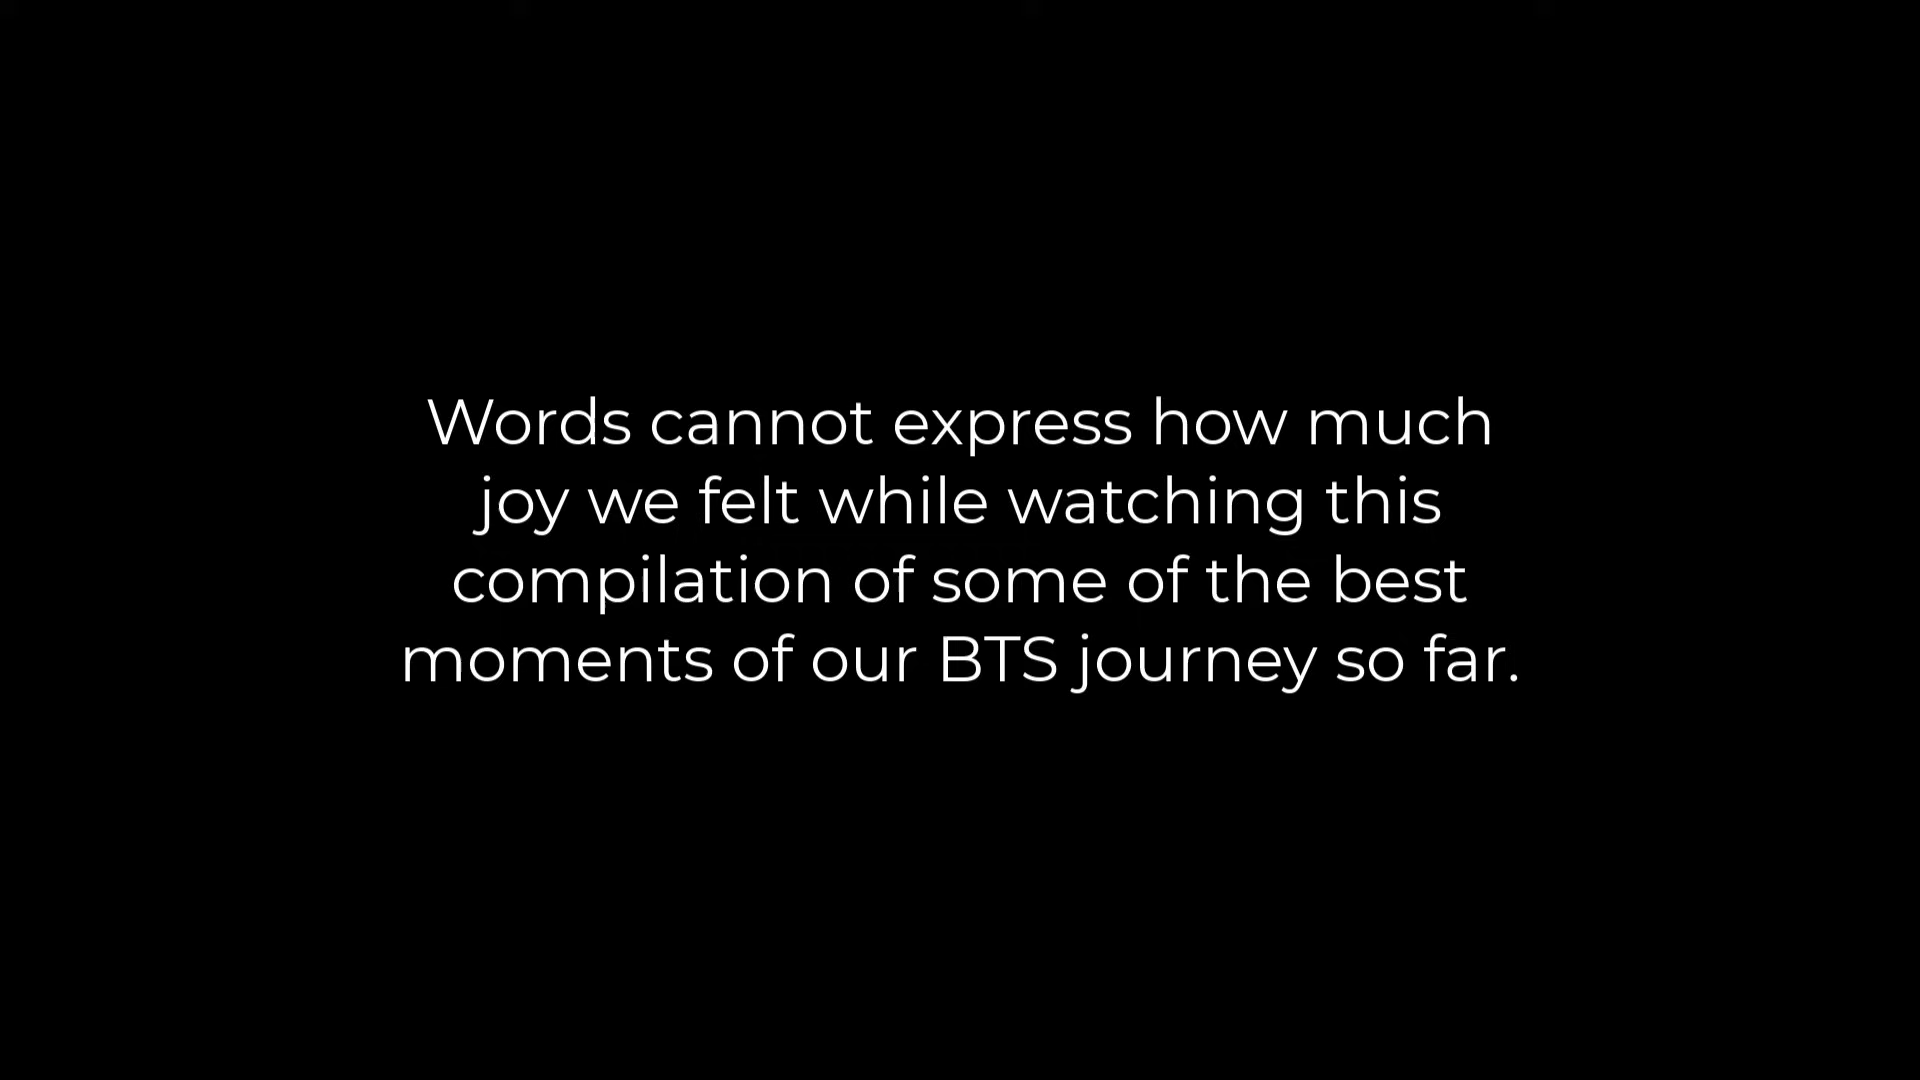 Words cannot express how much
joy we felt while watching this
compilation of some of the best
moments of our BTS journey so far.